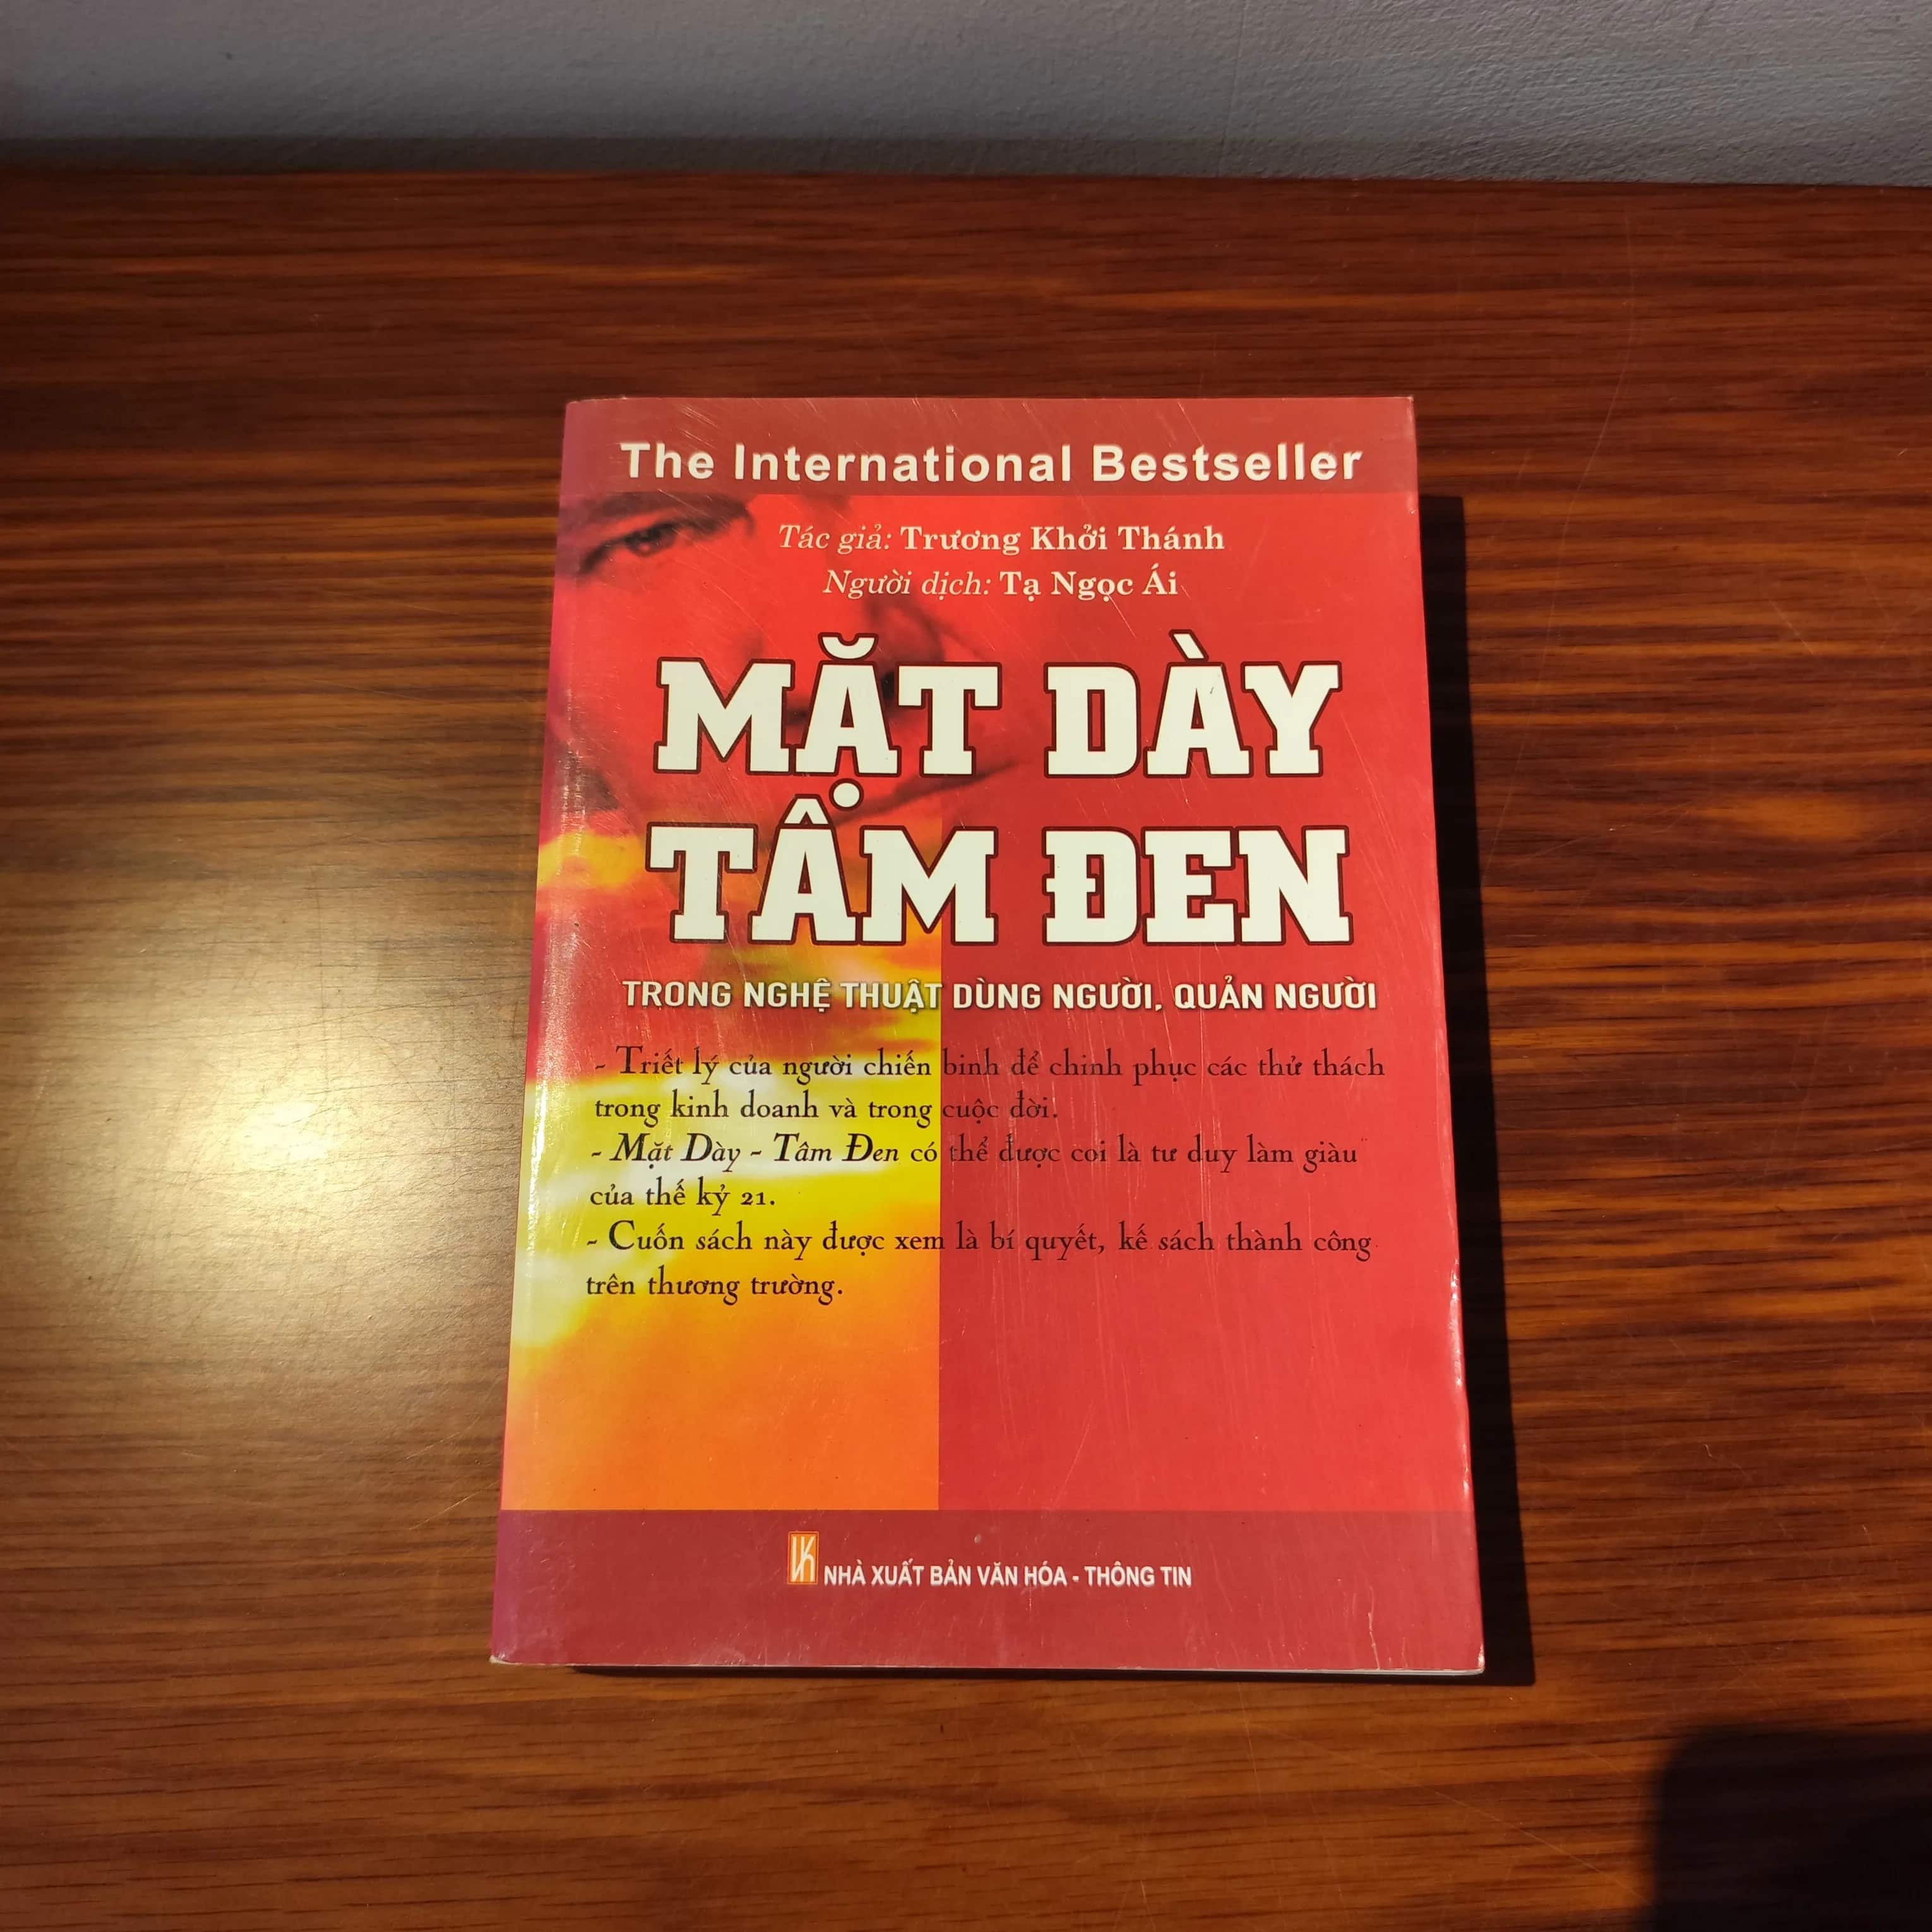 The International Bestseller
Tác giả: Trương Khởi Thánh
Người dịch: Tạ Ngọc Ái
MẶT DÀY
TÂM ĐEN
TRONG NGHỆ THUẬT DÙNG NGƯỜI, QUẢN NGƯỜI
- Triết lý của người chiến binh để chinh phục các thử thách
trong kinh doanh và trong cuộc đời.
- Mặt Dày - Tâm Đen có thể được coi là tư duy làm giàu
của thế kỷ 21.
- Cuốn sách này được xem là bí quyết, kế sách thành công
trên thương trường.
NHÀ XUẤT BẢN VĂN HÓA - THÔNG TIN